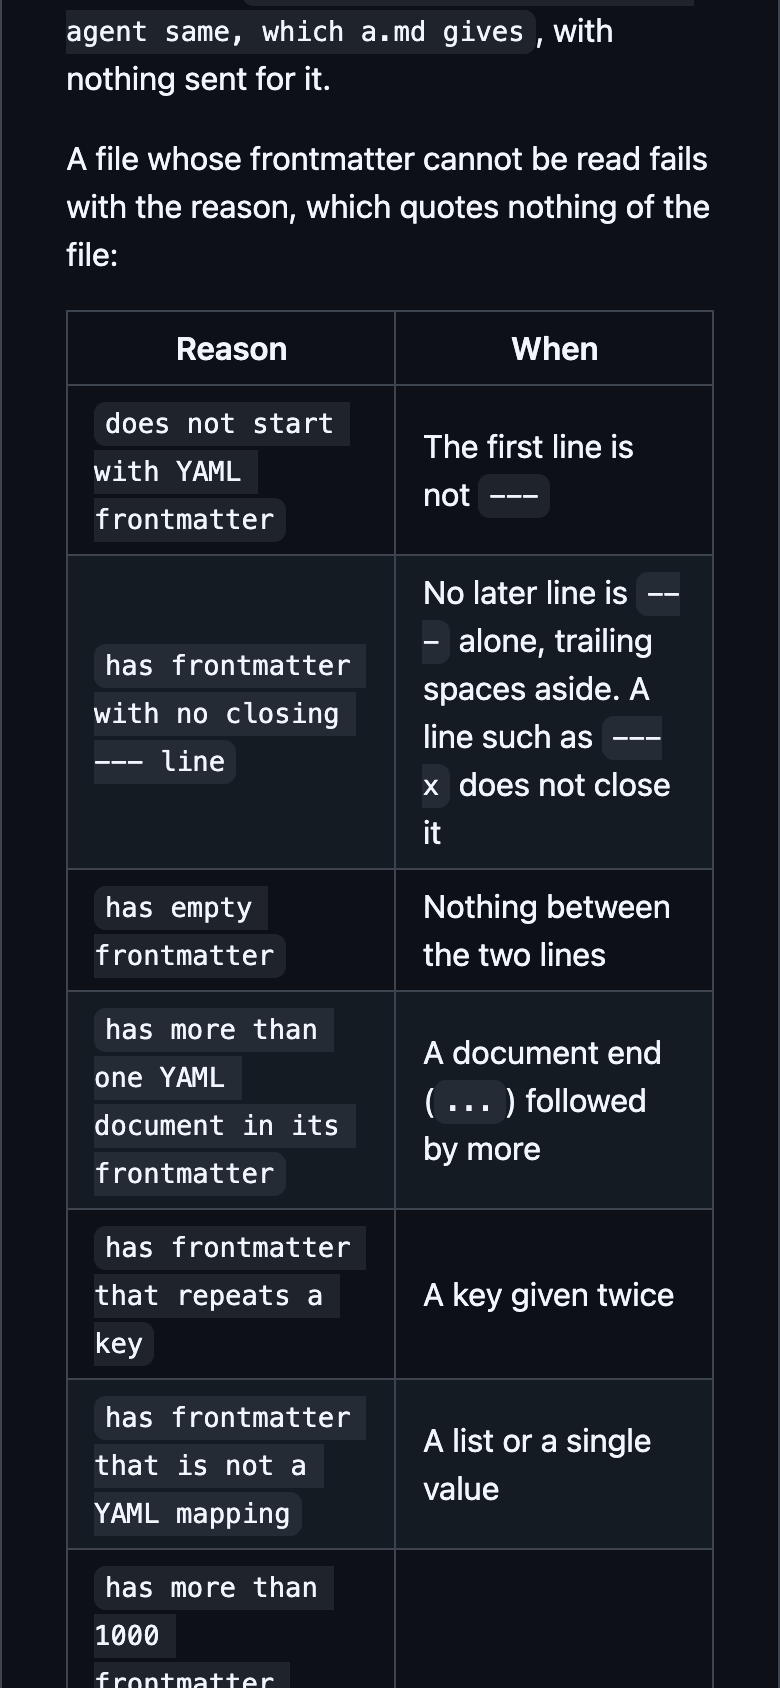 agent same, which a.md gives, with
nothing sent for it.
A file whose frontmatter cannot be read fails
with the reason, which quotes nothing of the
file:
Reason
When
does not start
with YAML
frontmatter
The first line is
not ---
has frontmatter
with no closing
--- line
No later line is --
- alone, trailing
spaces aside. A
line such as ---
x does not close
it
has empty
frontmatter
Nothing between
the two lines
has more than
one YAML
document in its
frontmatter
A document end
(...) followed
by more
has frontmatter
that repeats a
key
A key given twice
has frontmatter
that is not a
YAML mapping
A list or a single
value
has more than
1000
frontmatter